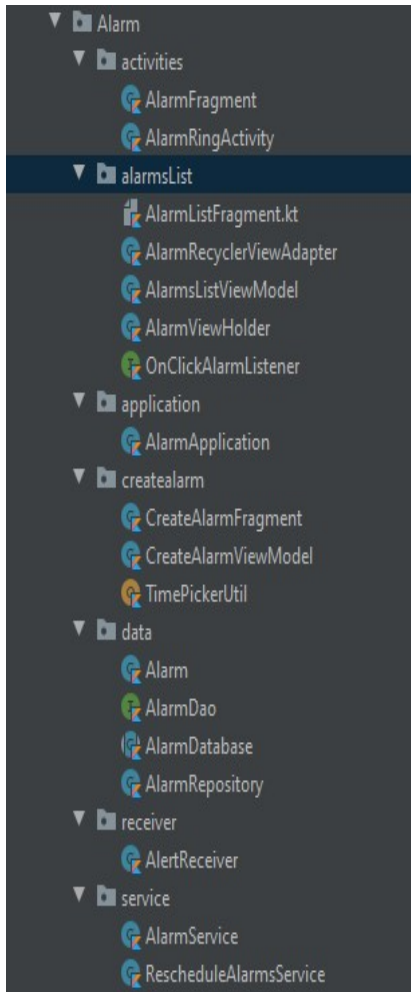 Alarm
activities
AlarmFragment
AlarmRingActivity
alarmsList
AlarmListFragment.kt
AlarmRecyclerViewAdapter
AlarmsListViewModel
AlarmViewHolder
OnClickAlarmListener
application
AlarmApplication
createalarm
CreateAlarmFragment
CreateAlarmViewModel
TimePickerUtil
data
Alarm
AlarmDao
AlarmDatabase
AlarmRepository
receiver
AlertReceiver
service
AlarmService
RescheduleAlarmsService